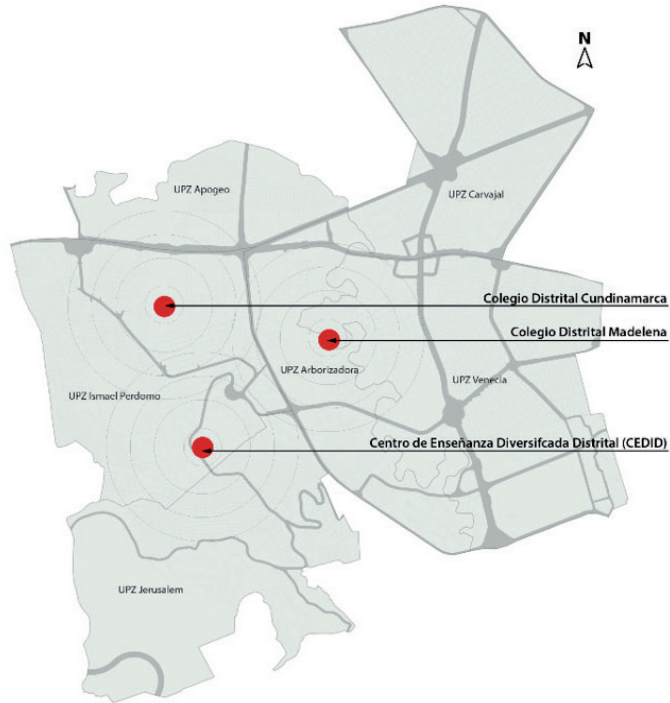 N
UPZ Apogeo
UPZ Carvajal
Colegio Distrital Cundinamarca
Colegio Distrital Madelena
UPZ Arborizadora
UPZ Venecia
UPZ Ismael Perdomo
Centro de Enseñanza Diversifcada Distrital (CEDID)
UPZ Jerusalem